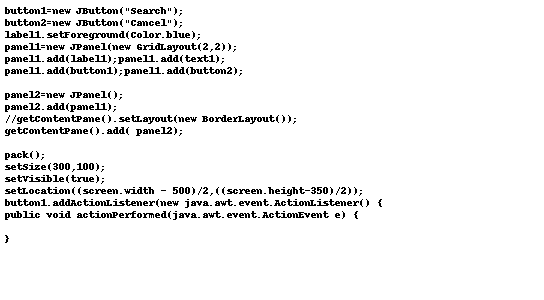 button1=new JButton("Search");
button2=new JButton("Cancel");
label1.setForeground(Color.blue);
panel1=new JPanel(new GridLayout(2,2));
panel1.add(label1);panel1.add(text1);
panel1.add(button1);panel1.add(button2);
panel2=new JPanel();
panel2.add(panel1);
//getContentPane().setLayout(new BorderLayout());
getContentPane().add( panel2);
pack();
setSize(300,100);
setVisible(true);
setLocation((screen.width - 500)/2,((screen.height-350)/2));
button1.addActionListener(new java.awt.event.ActionListener() {
public void actionPerformed(java.awt.event.ActionEvent e) {
}